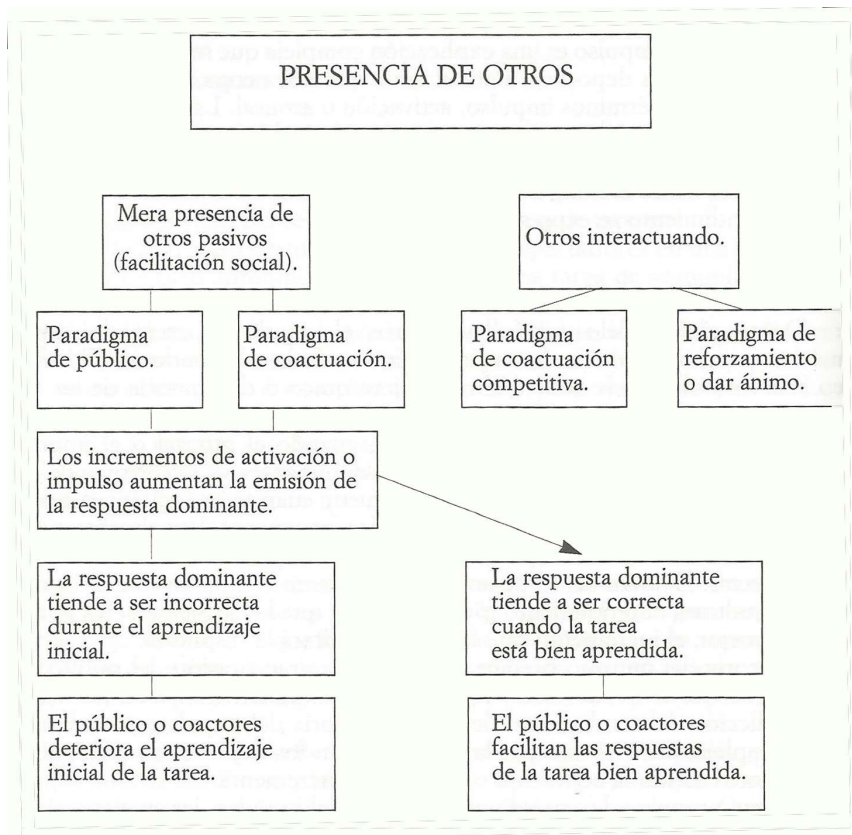 PRESENCIA DE OTROS
Mera presencia de
otros pasivos
(facilitación social).
Otros interactuando.
Paradigma
de público.
Paradigma
de coactuación.
Paradigma
de coactuación
competitiva.
Paradigma de
reforzamiento
o dar ánimo.
Los incrementos de activación o
impulso aumentan la emisión de
la respuesta dominante.
La respuesta dominante
tiende a ser incorrecta
durante el aprendizaje
inicial.
La respuesta dominante
tiende a ser correcta
cuando la tarea
está bien aprendida.
El público o coactores
deteriora el aprendizaje
inicial de la tarea.
El público o coactores
facilitan las respuestas
de la tarea bien aprendida.